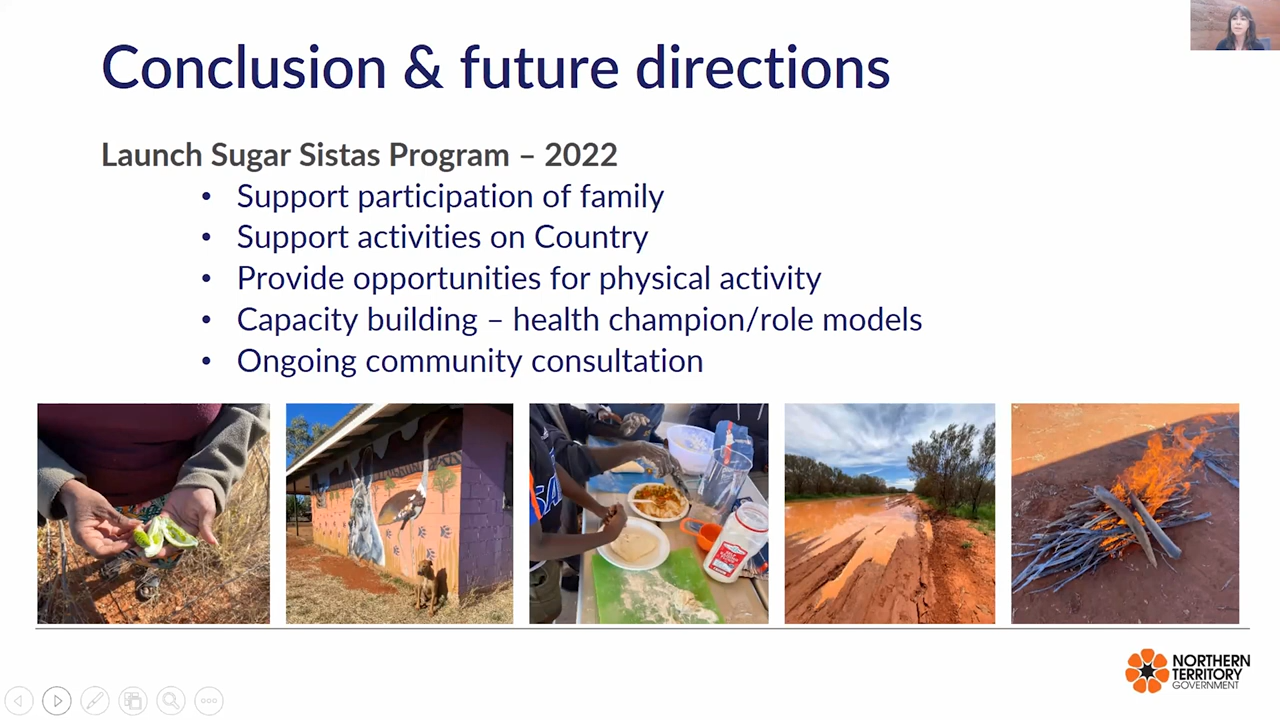 Conclusion & future directions
Launch Sugar Sistas Program – 2022
• Support participation of family
• Support activities on Country
• Provide opportunities for physical activity
• Capacity building – health champion/role models
• Ongoing community consultation
NORTHERN
TERRITORY
GOVERNMENT